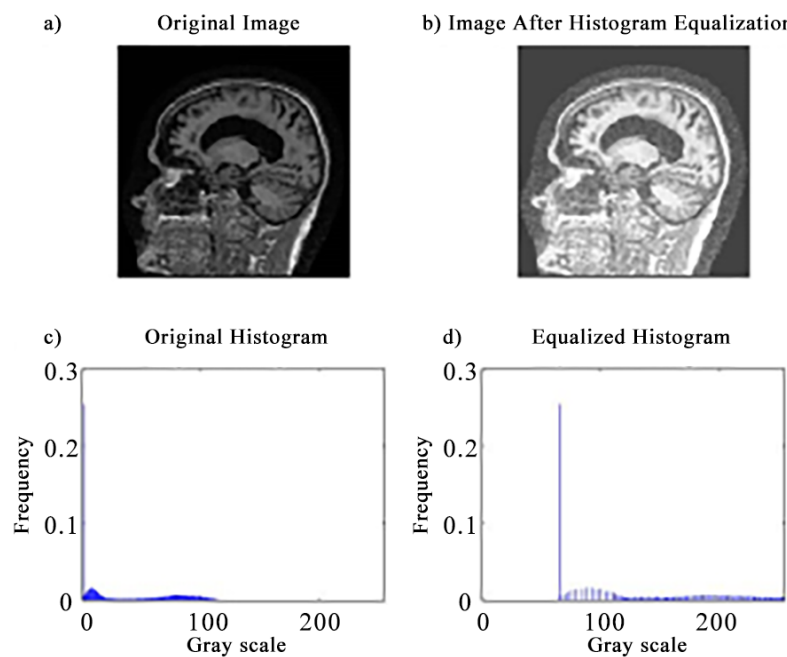 a) Original Image
b) Image After Histogram Equalization
c) Original Histogram
0.3
0.2
0.1
0
Frequency
0 100 200
Gray scale
d) Equalized Histogram
0.3
0.2
0.1
0
Frequency
0 100 200
Gray scale